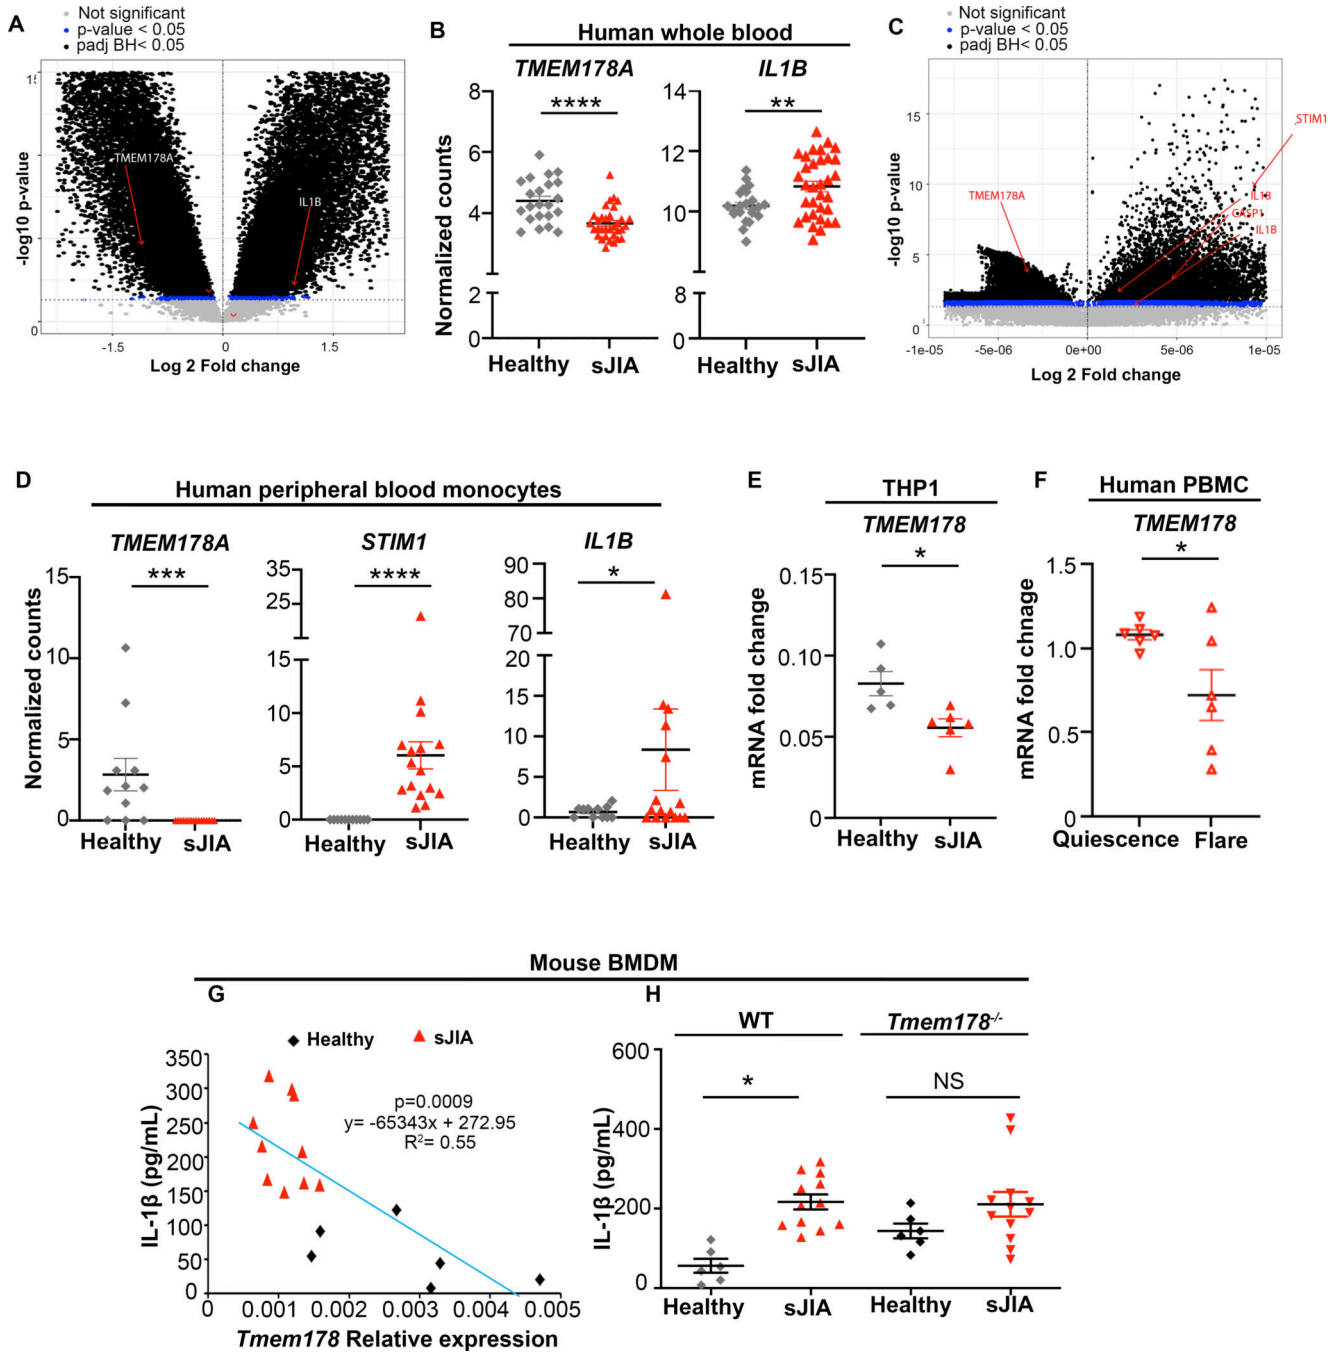 A
Not significant
p-value < 0.05
padj BH< 0.05
-log10 p-value
0
TMEM178A
IL1B
-1.5
0
1.5
Log 2 Fold change
B
Human whole blood
TMEM178A
IL1B
****
**
Normalized counts
8
6
4
2
0
14
12
10
8
0
Healthy
sJIA
Healthy
sJIA
C
Not significant
p-value < 0.05
padj BH< 0.05
-log10 p-value
15
10
5
0
STIM1
TMEM178A
IL1B
CASP1
IL1B
-1e-05
-5e-06
0e+00
5e-06
1e-05
Log 2 Fold change
D
Human peripheral blood monocytes
TMEM178A
STIM1
IL1B
***
****
*
Normalized counts
15
10
5
0
35
25
15
10
5
0
90
80
70
20
15
10
5
0
Healthy
sJIA
Healthy
sJIA
Healthy
sJIA
E
THP1
TMEM178
*
mRNA fold change
0.15
0.10
0.05
0
Healthy
sJIA
F
Human PBMC
TMEM178
*
mRNA fold chnage
1.5
1.0
0.5
0
Quiescence
Flare
Mouse BMDM
G
Healthy
sJIA
p=0.0009
y= -65343x + 272.95
R²= 0.55
IL-1β (pg/mL)
350
300
250
200
150
100
50
0
0
0.001
0.002
0.003
0.004
0.005
Tmem178 Relative expression
H
WT
Tmem178-/-
*
NS
IL-1β (pg/mL)
600
400
200
0
Healthy
sJIA
Healthy
sJIA